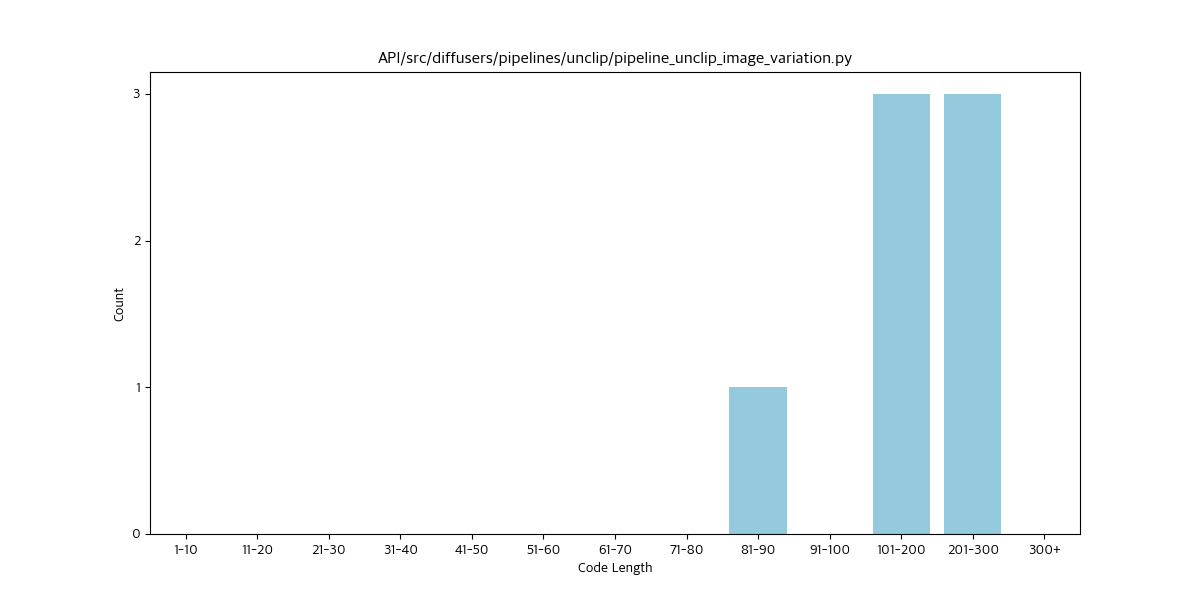 API/src/diffusers/pipelines/unclip/pipeline_unclip_image_variation.py
3
2
1
0
Count
1-10 11-20 21-30 31-40 41-50 51-60 61-70 71-80 81-90 91-100 101-200 201-300 300+
Code Length